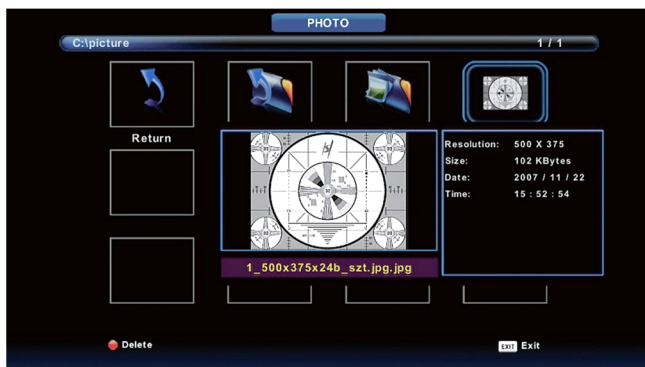 PHOTO
C:\picture
1 / 1
Return
Resolution: 500 X 375
Size: 102 KBytes
Date: 2007 / 11 / 22
Time: 15 : 52 : 54
1_500x375x24b_szt.jpg.jpg
Delete
EXIT Exit